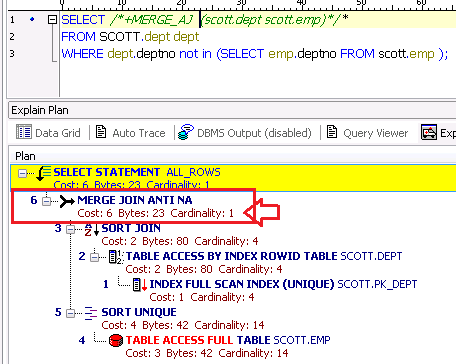 0 10 20 30 40 50
1 SELECT /*+MERGE_AJ (scott.dept scott.emp)*/ *
FROM SCOTT.dept dept
3 WHERE dept.deptno not in (SELECT emp.deptno FROM scott.emp );
Explain Plan
Data Grid Auto Trace DBMS Output (disabled) Query Viewer Exp
Plan
SELECT STATEMENT ALL_ROWS
Cost: 6 Bytes: 23 Cardinality: 1
6 MERGE JOIN ANTI NA
Cost: 6 Bytes: 23 Cardinality: 1
3 SORT JOIN
Cost: 2 Bytes: 80 Cardinality: 4
2 TABLE ACCESS BY INDEX ROWID TABLE SCOTT.DEPT
Cost: 2 Bytes: 80 Cardinality: 4
1 INDEX FULL SCAN INDEX (UNIQUE) SCOTT.PK_DEPT
Cost: 1 Cardinality: 4
5 SORT UNIQUE
Cost: 4 Bytes: 42 Cardinality: 14
4 TABLE ACCESS FULL TABLE SCOTT.EMP
Cost: 3 Bytes: 42 Cardinality: 14